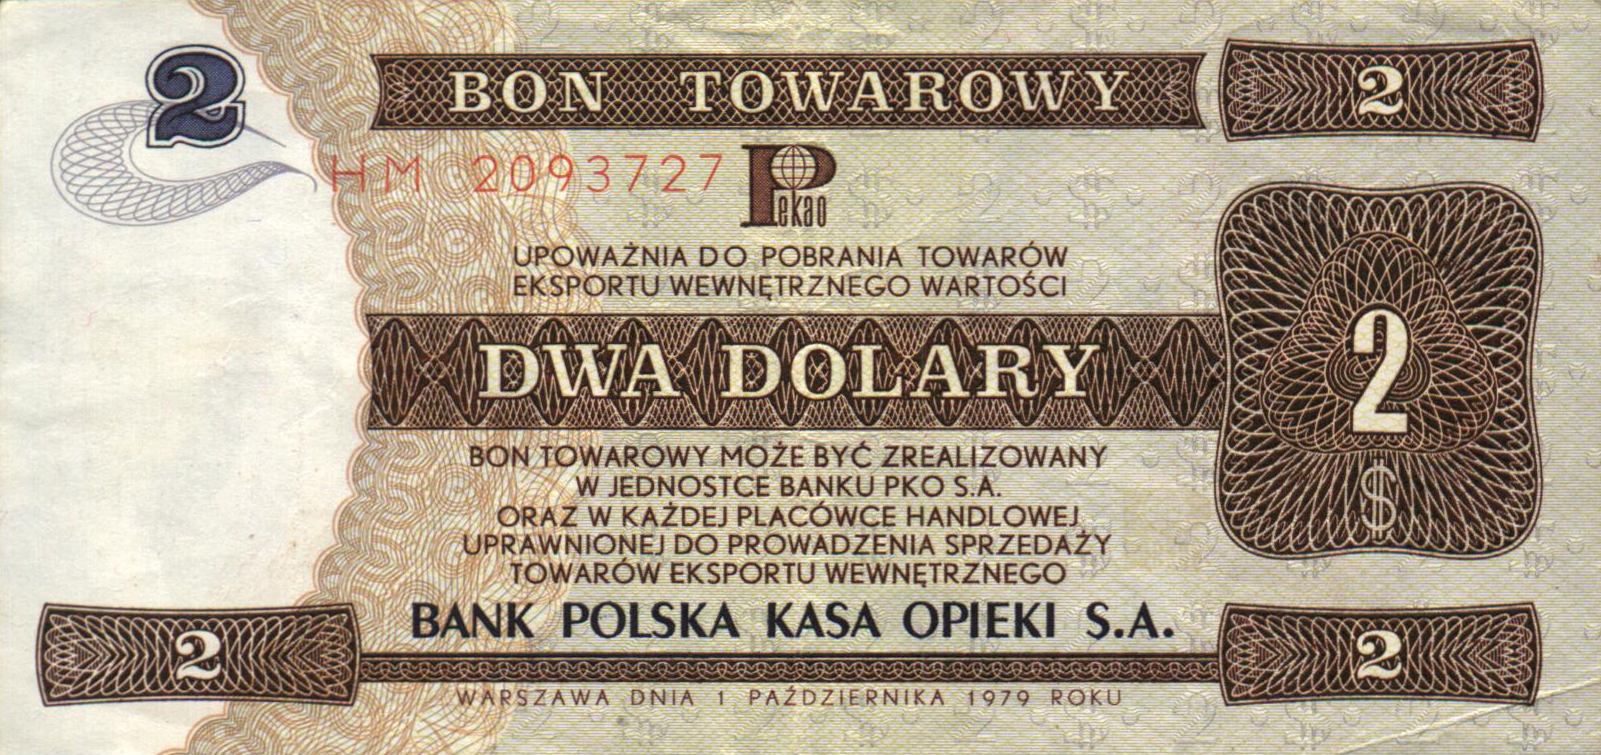 2
BON TOWAROWY
2
HM 2093727
Pekao
UPOWAŻNIA DO POBRANIA TOWARÓW
EKSPORTU WEWNĘTRZNEGO WARTOŚCI
DWA DOLARY
2
$
BON TOWAROWY MOŻE BYĆ ZREALIZOWANY
W JEDNOSTCE BANKU PKO S.A.
ORAZ W KAŻDEJ PLACÓWCE HANDLOWEJ
UPRAWNIONEJ DO PROWADZENIA SPRZEDAŻY
TOWARÓW EKSPORTU WEWNĘTRZNEGO
BANK POLSKA KASA OPIEKI S.A.
2
2
WARSZAWA DNIA 1 PAŹDZIERNIKA 1979 ROKU